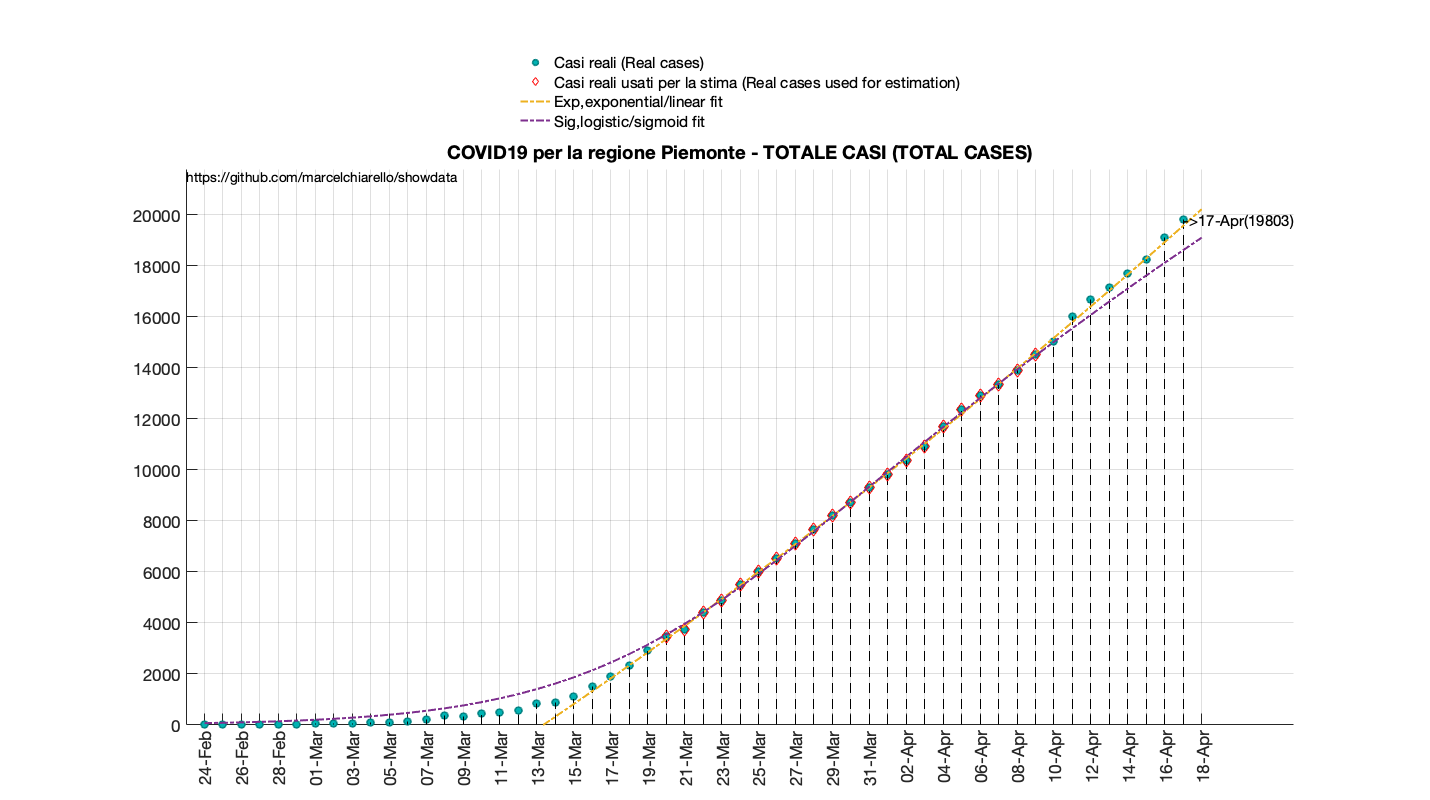 Casi reali (Real cases)
Casi reali usati per la stima (Real cases used for estimation)
Exp,exponential/linear fit
Sig,logistic/sigmoid fit
COVID19 per la regione Piemonte - TOTALE CASI (TOTAL CASES)
https://github.com/marcelchiarello/showdata
20000
->17-Apr(19803)
18000
16000
14000
12000
10000
8000
6000
4000
2000
0
24-Feb
26-Feb
28-Feb
01-Mar
03-Mar
05-Mar
07-Mar
09-Mar
11-Mar
13-Mar
15-Mar
17-Mar
19-Mar
21-Mar
23-Mar
25-Mar
27-Mar
29-Mar
31-Mar
02-Apr
04-Apr
06-Apr
08-Apr
10-Apr
12-Apr
14-Apr
16-Apr
18-Apr